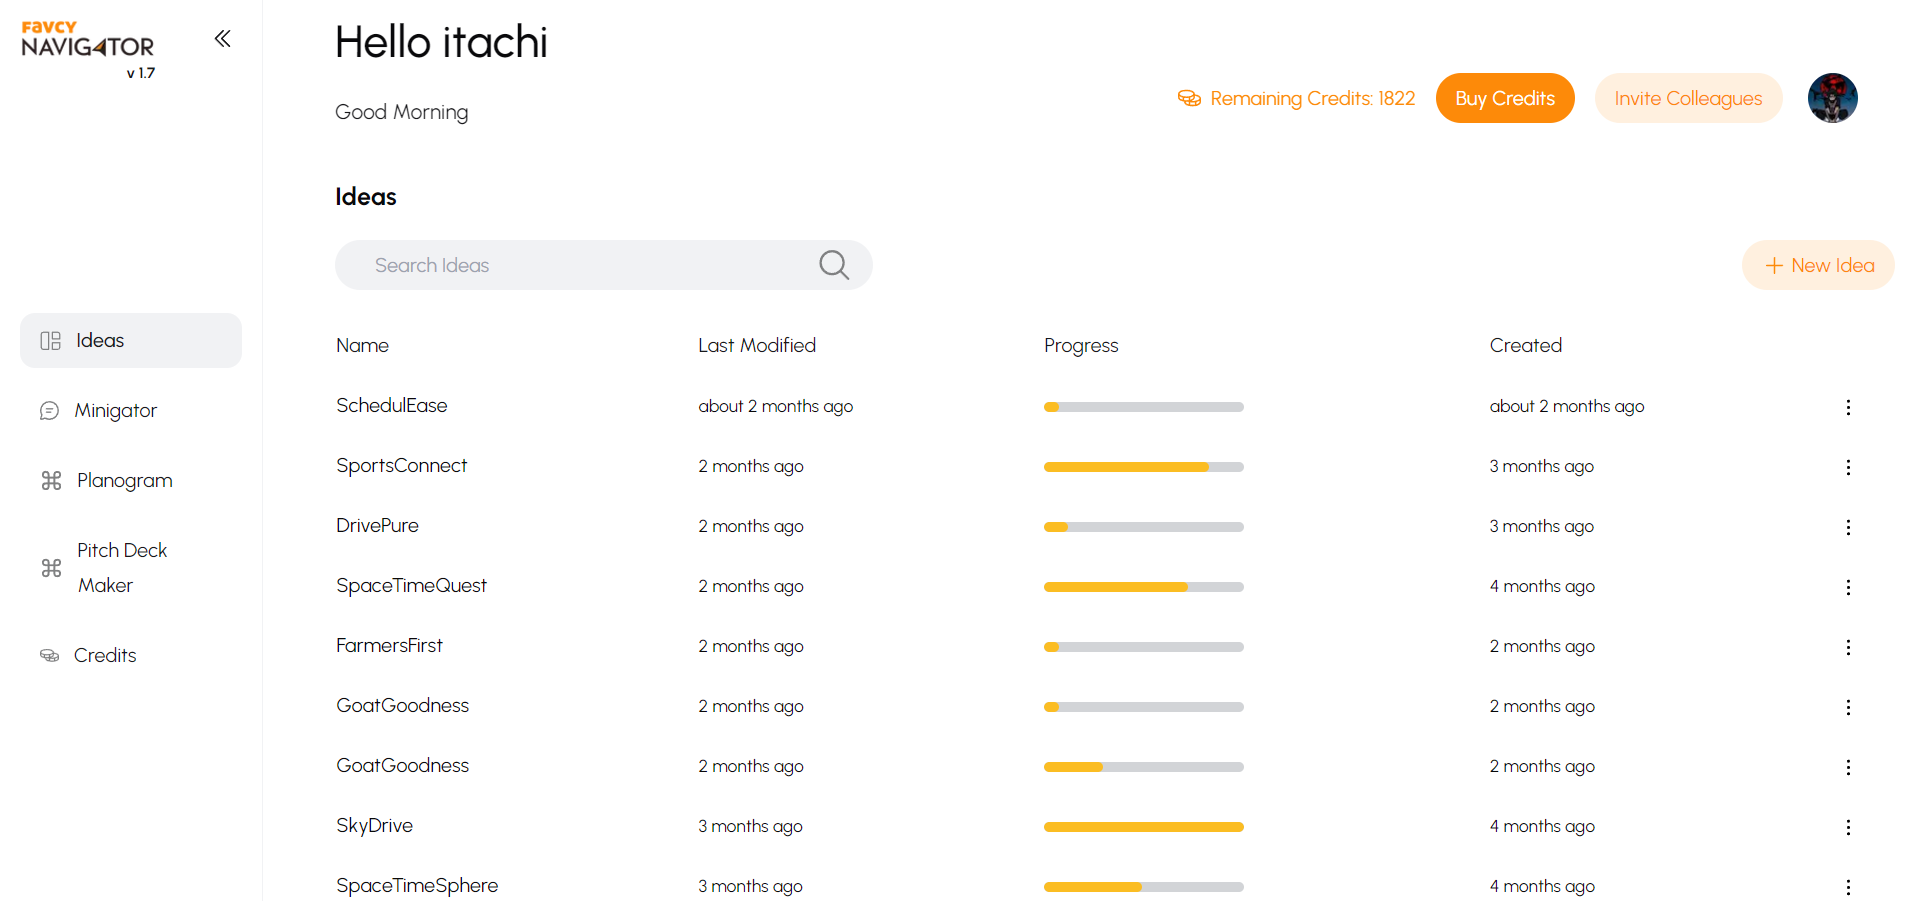 Favcy
NAVIGATOR
v 1.7
Ideas
Minigator
Planogram
Pitch Deck
Maker
Credits
Hello itachi
Good Morning
Remaining Credits: 1822
Buy Credits
Invite Colleagues
Ideas
Search Ideas
New Idea
Name Last Modified Progress Created
SchedulEase about 2 months ago about 2 months ago
SportsConnect 2 months ago 3 months ago
DrivePure 2 months ago 3 months ago
SpaceTimeQuest 2 months ago 4 months ago
FarmersFirst 2 months ago 2 months ago
GoatGoodness 2 months ago 2 months ago
GoatGoodness 2 months ago 2 months ago
SkyDrive 3 months ago 4 months ago
SpaceTimeSphere 3 months ago 4 months ago